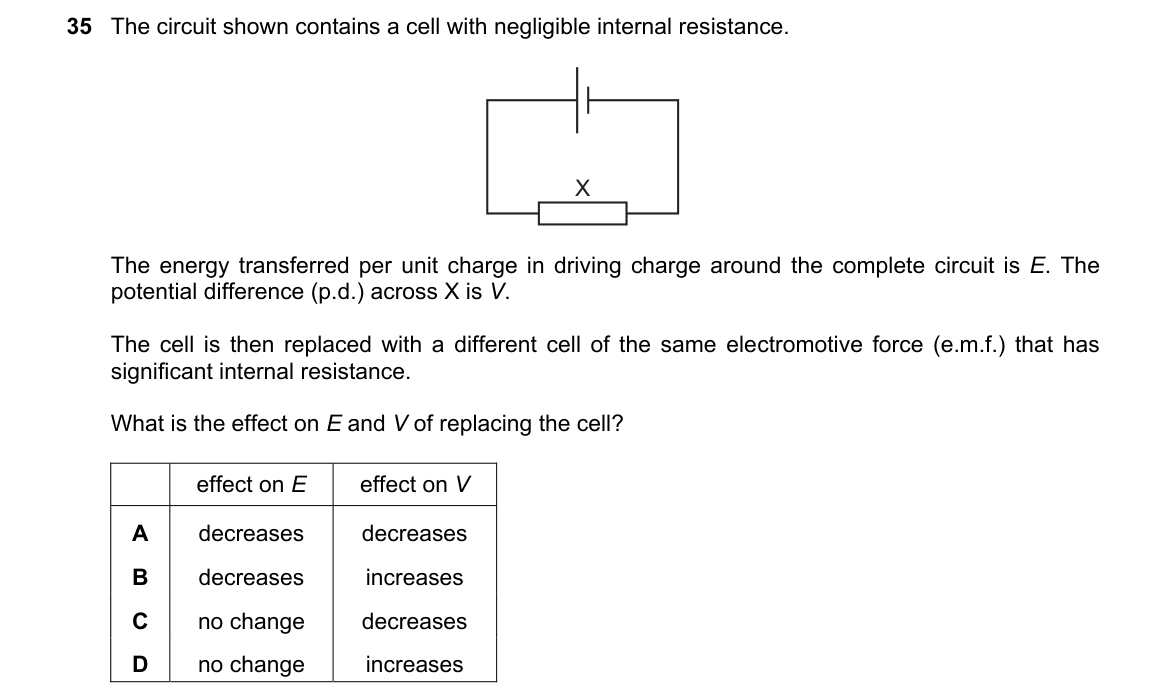 35 The circuit shown contains a cell with negligible internal resistance.
X
The energy transferred per unit charge in driving charge around the complete circuit is E. The
potential difference (p.d.) across X is V.
The cell is then replaced with a different cell of the same electromotive force (e.m.f.) that has
significant internal resistance.
What is the effect on E and V of replacing the cell?
effect on E effect on V
A decreases decreases
B decreases increases
C no change decreases
D no change increases